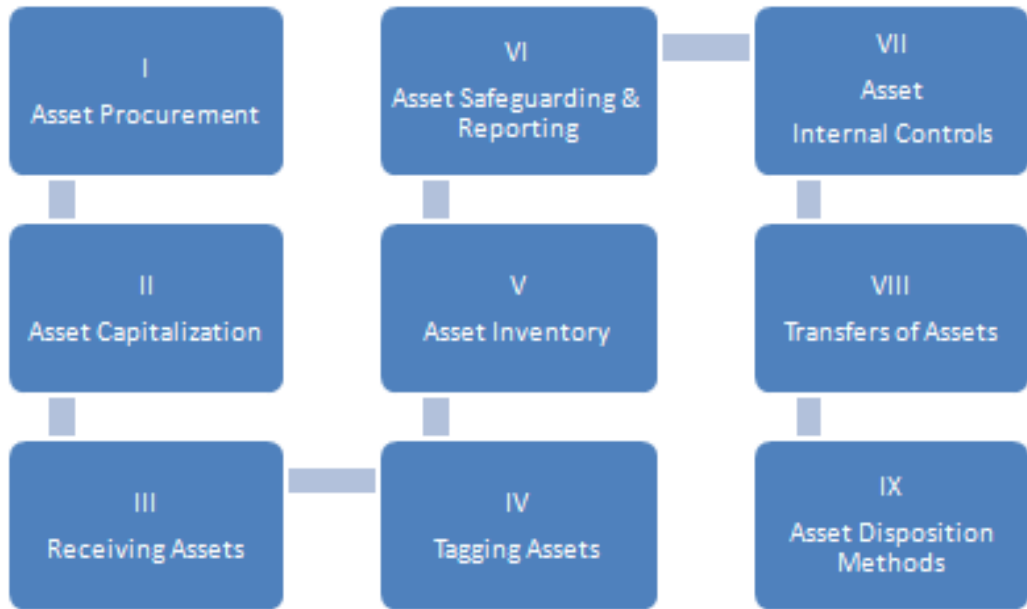 I
Asset Procurement
II
Asset Capitalization
III
Receiving Assets
IV
Tagging Assets
V
Asset Inventory
VI
Asset Safeguarding &
Reporting
VII
Asset
Internal Controls
VIII
Transfers of Assets
IX
Asset Disposition
Methods